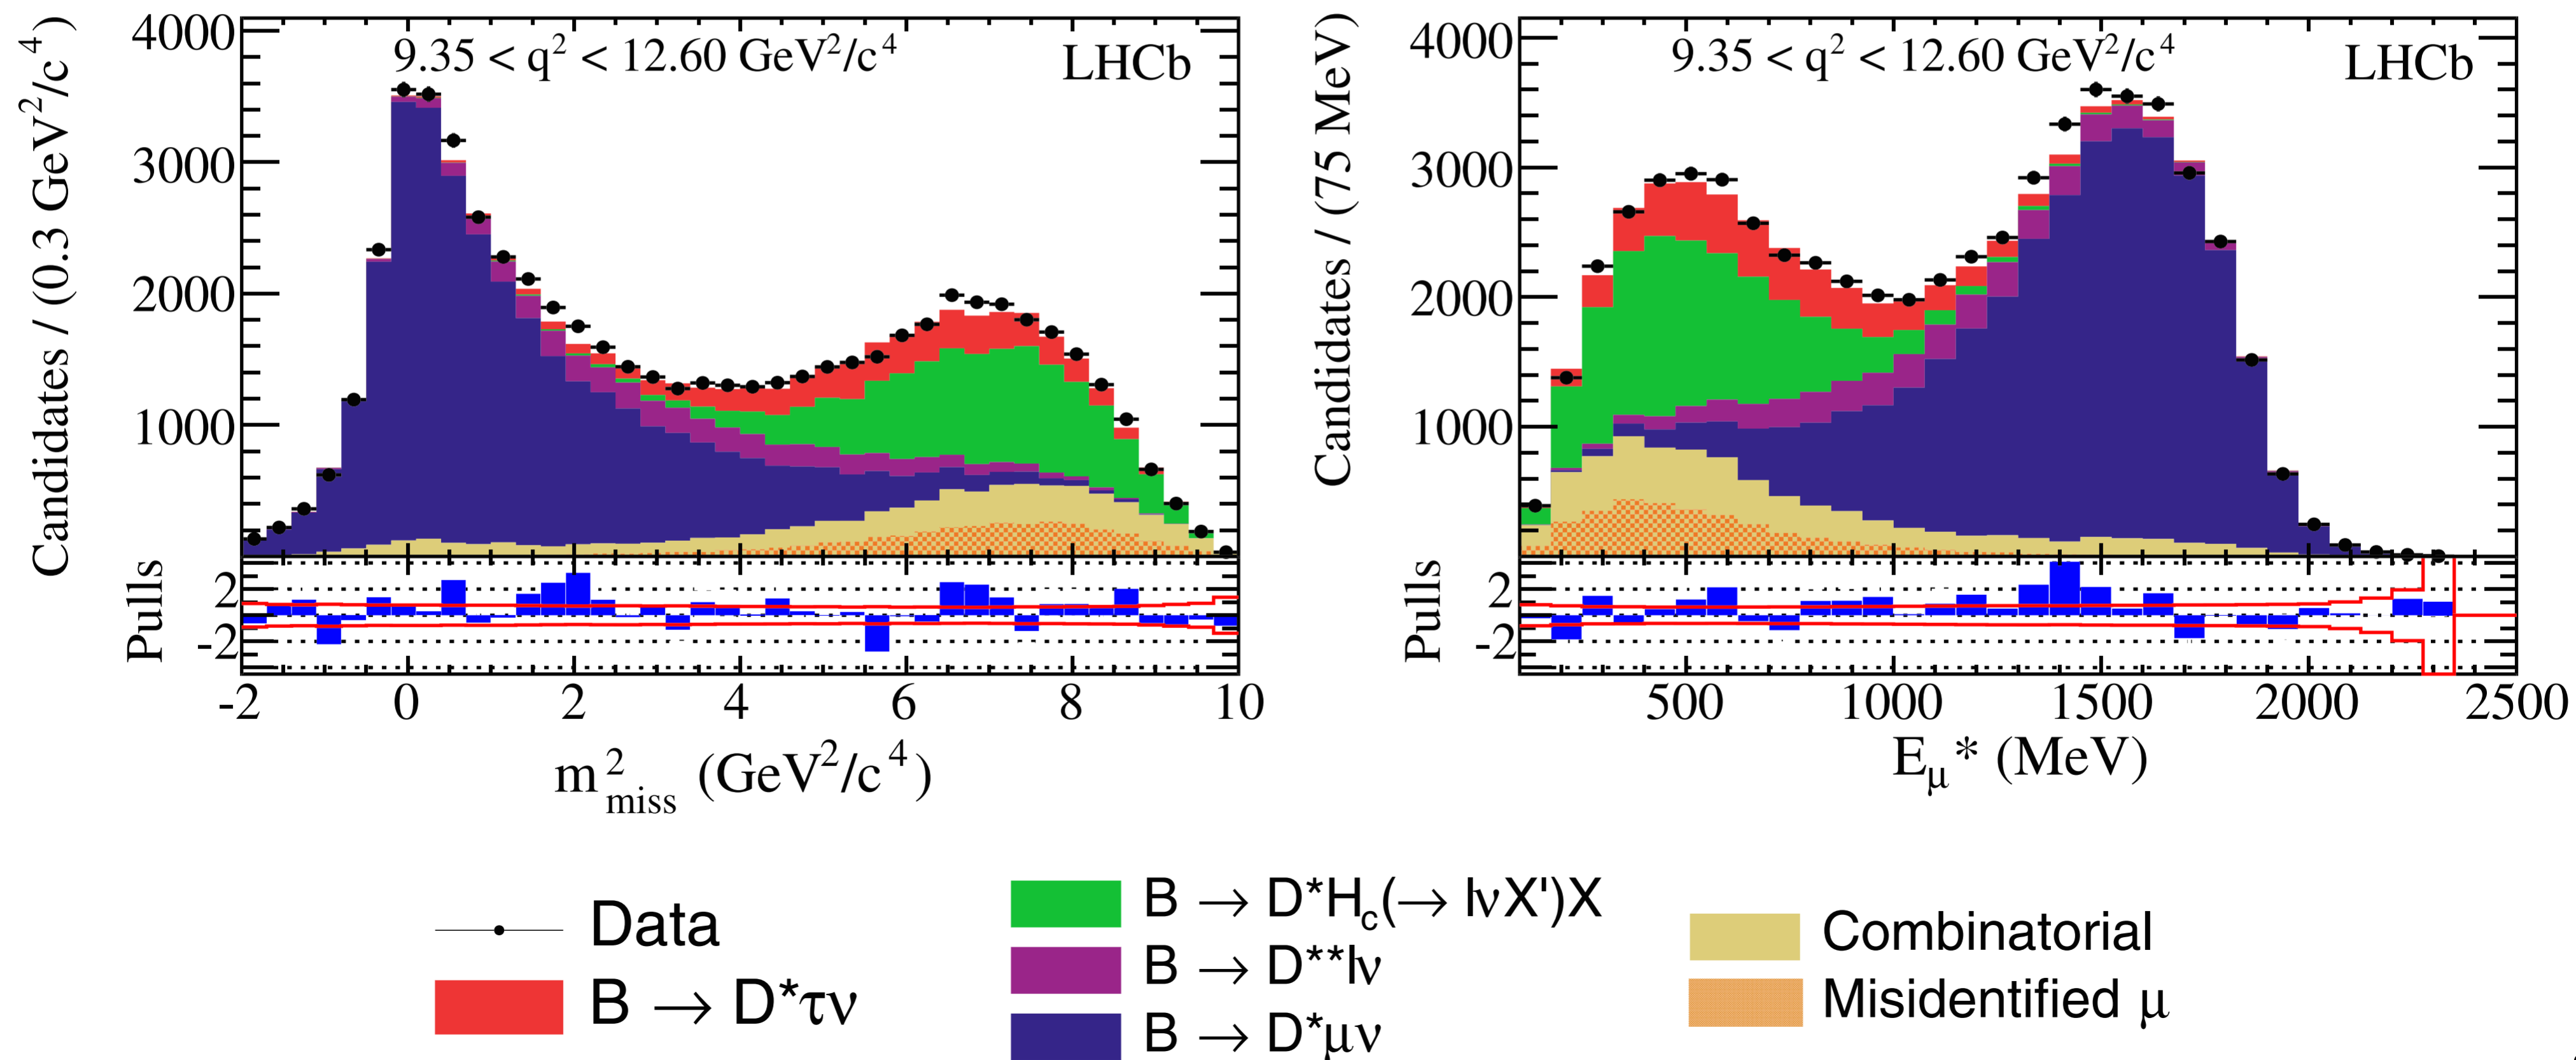 Candidates / (0.3 GeV²/c⁴)
4000
3000
2000
1000
9.35 < q² < 12.60 GeV²/c⁴
LHCb
Pulls
2
-2
-2 0 2 4 6 8 10
m²miss (GeV²/c⁴)
Candidates / (75 MeV)
4000
3000
2000
1000
9.35 < q² < 12.60 GeV²/c⁴
LHCb
Pulls
2
-2
500 1000 1500 2000 2500
Eμ* (MeV)
Data
B → D*τν
B → D*Hc(→ lνX')X
B → D**lν
B → D*μν
Combinatorial
Misidentified μ